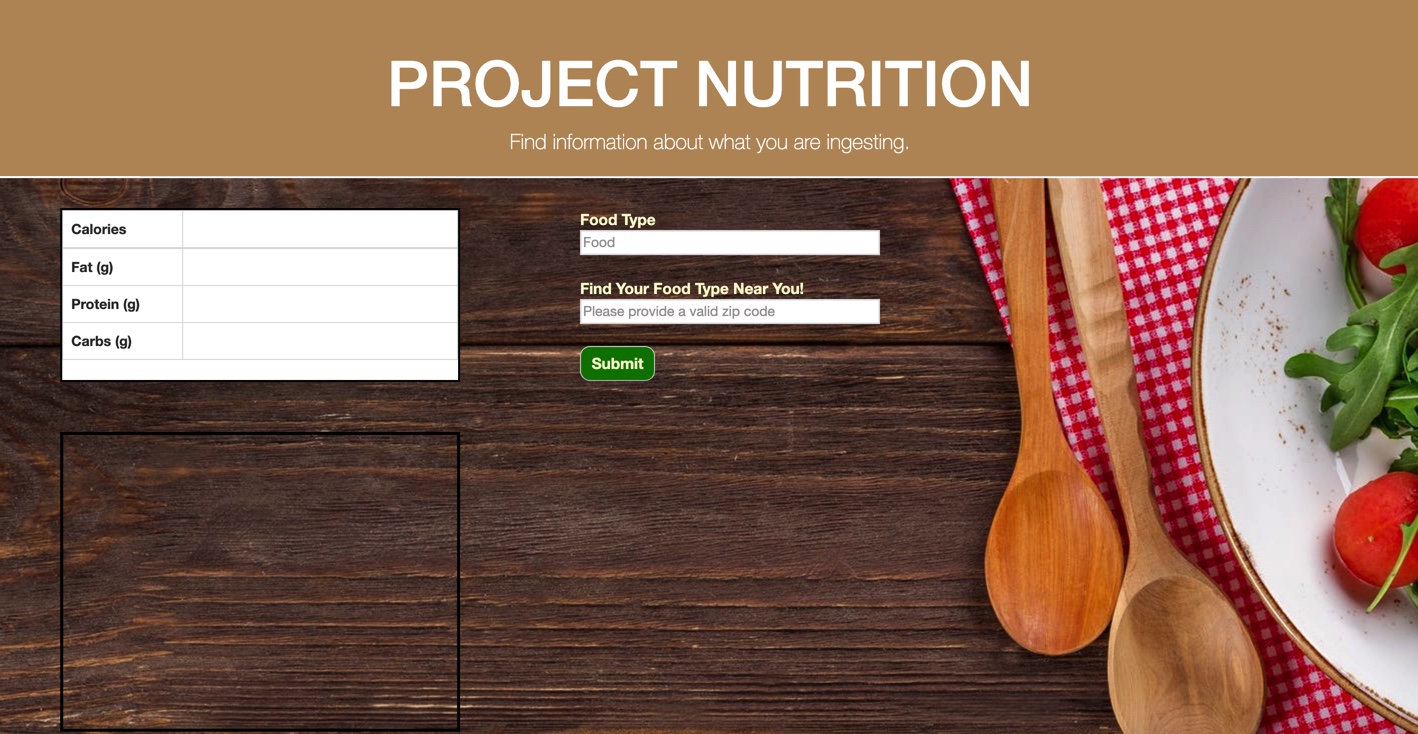 PROJECT NUTRITION
Find information about what you are ingesting.
Calories
Fat (g)
Protein (g)
Carbs (g)
Food Type
Food
Find Your Food Type Near You!
Please provide a valid zip code
Submit